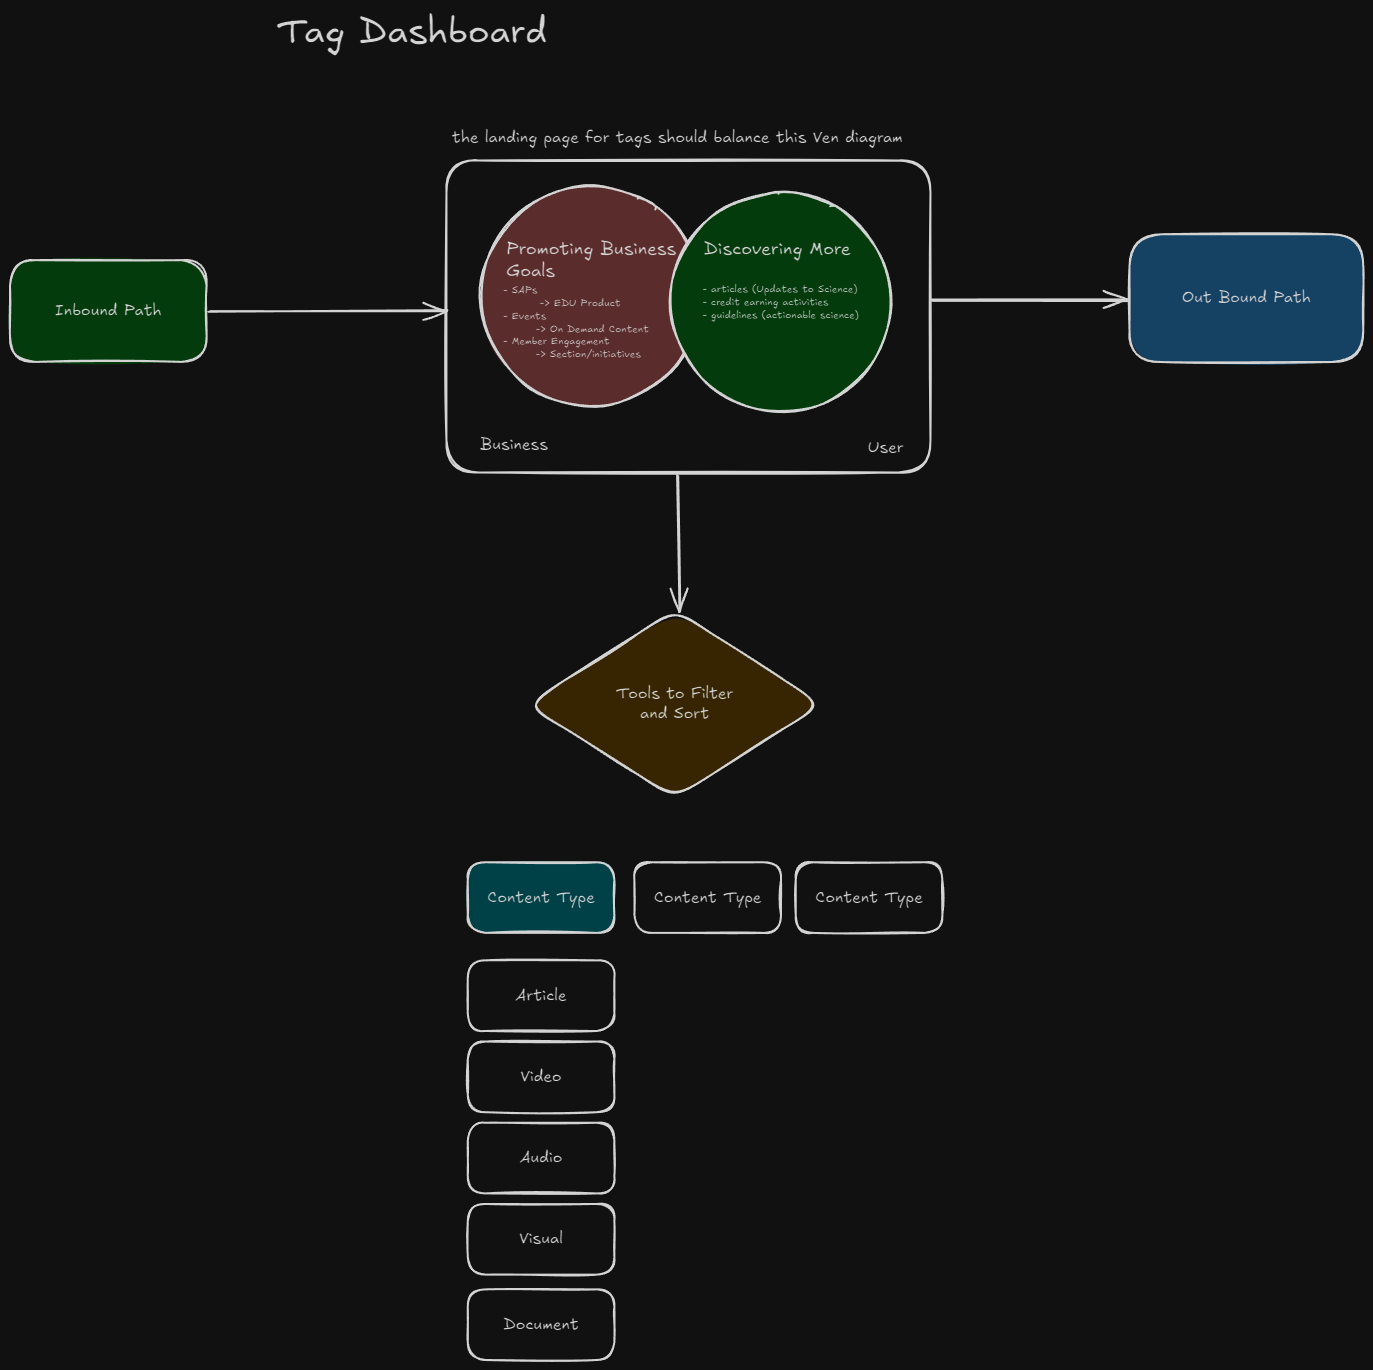 Tag Dashboard
the landing page for tags should balance this Ven diagram
Inbound Path
Promoting Business
Goals
- SAPs
-> EDU Product
- Events
-> On Demand Content
- Member Engagement
-> Section/initiatives
Discovering More
- articles (Updates to Science)
- credit earning activities
- guidelines (actionable science)
Business
User
Out Bound Path
Tools to Filter
and Sort
Content Type
Content Type
Content Type
Article
Video
Audio
Visual
Document